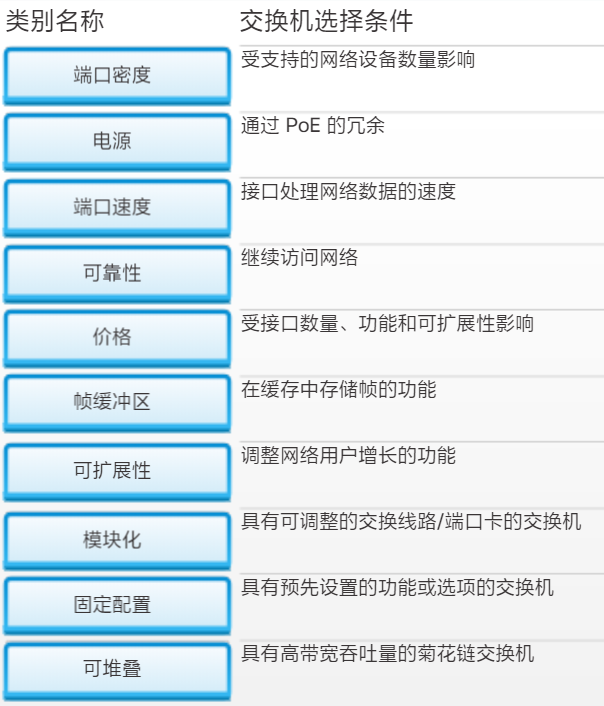 类别名称 交换机选择条件
端口密度 受支持的网络设备数量影响
电源 通过 PoE 的冗余
端口速度 接口处理网络数据的速度
可靠性 继续访问网络
价格 受接口数量、功能和可扩展性影响
帧缓冲区 在缓存中存储帧的功能
可扩展性 调整网络用户增长的功能
模块化 具有可调整的交换线路/端口卡的交换机
固定配置 具有预先设置的功能或选项的交换机
可堆叠 具有高带宽吞吐量的菊花链交换机